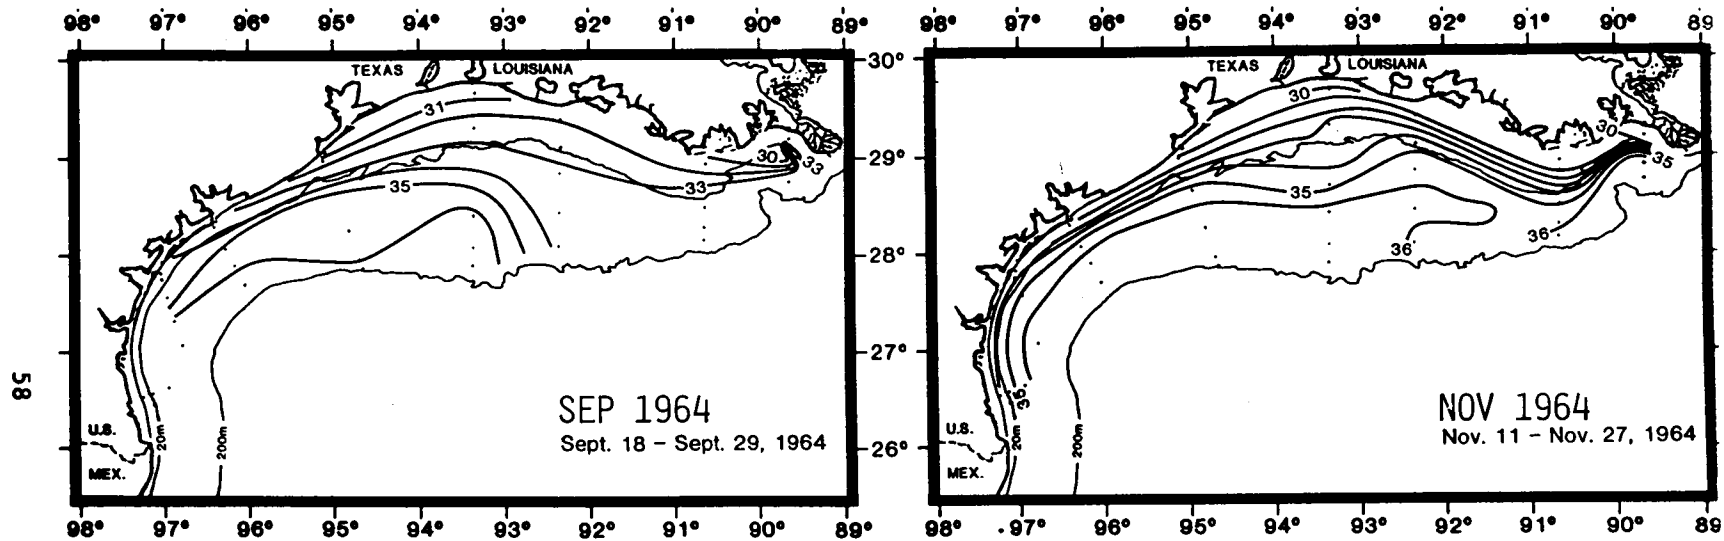 98° 97° 96° 95° 94° 93° 92° 91° 90° 89°
TEXAS LOUISIANA
31
30
33
33
35
30°
29°
28°
27°
26°
SEP 1964
Sept. 18 – Sept. 29, 1964
U.S.
MEX.
20m
200m
98° 97° 96° 95° 94° 93° 92° 91° 90° 89°
98° 97° 96° 95° 94° 93° 92° 91° 90° 89
TEXAS LOUISIANA
30
30
35
35
36
36
35.
NOV 1964
Nov. 11 – Nov. 27, 1964
U.S.
MEX.
20m
200m
98° 97° 96° 95° 94° 93° 92° 91° 90° 89
58